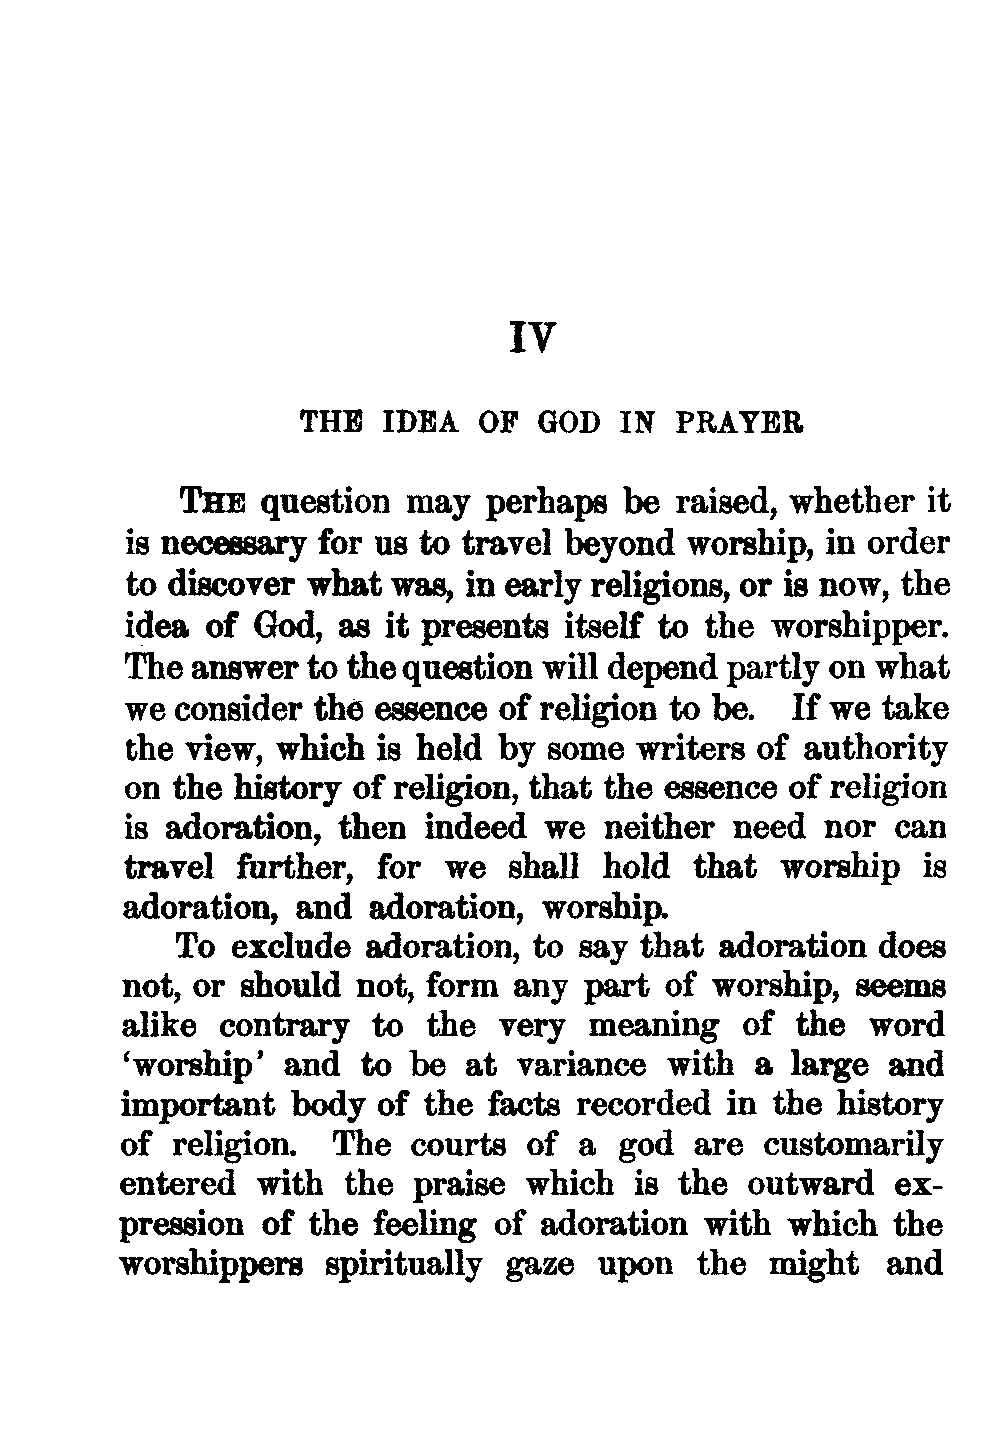 IV
THE IDEA OF GOD IN PRAYER
THE question may perhaps be raised, whether it
is necessary for us to travel beyond worship, in order
to discover what was, in early religions, or is now, the
idea of God, as it presents itself to the worshipper.
The answer to the question will depend partly on what
we consider the essence of religion to be. If we take
the view, which is held by some writers of authority
on the history of religion, that the essence of religion
is adoration, then indeed we neither need nor can
travel further, for we shall hold that worship is
adoration, and adoration, worship.
To exclude adoration, to say that adoration does
not, or should not, form any part of worship, seems
alike contrary to the very meaning of the word
‘worship’ and to be at variance with a large and
important body of the facts recorded in the history
of religion. The courts of a god are customarily
entered with the praise which is the outward ex-
pression of the feeling of adoration with which the
worshippers spiritually gaze upon the might and